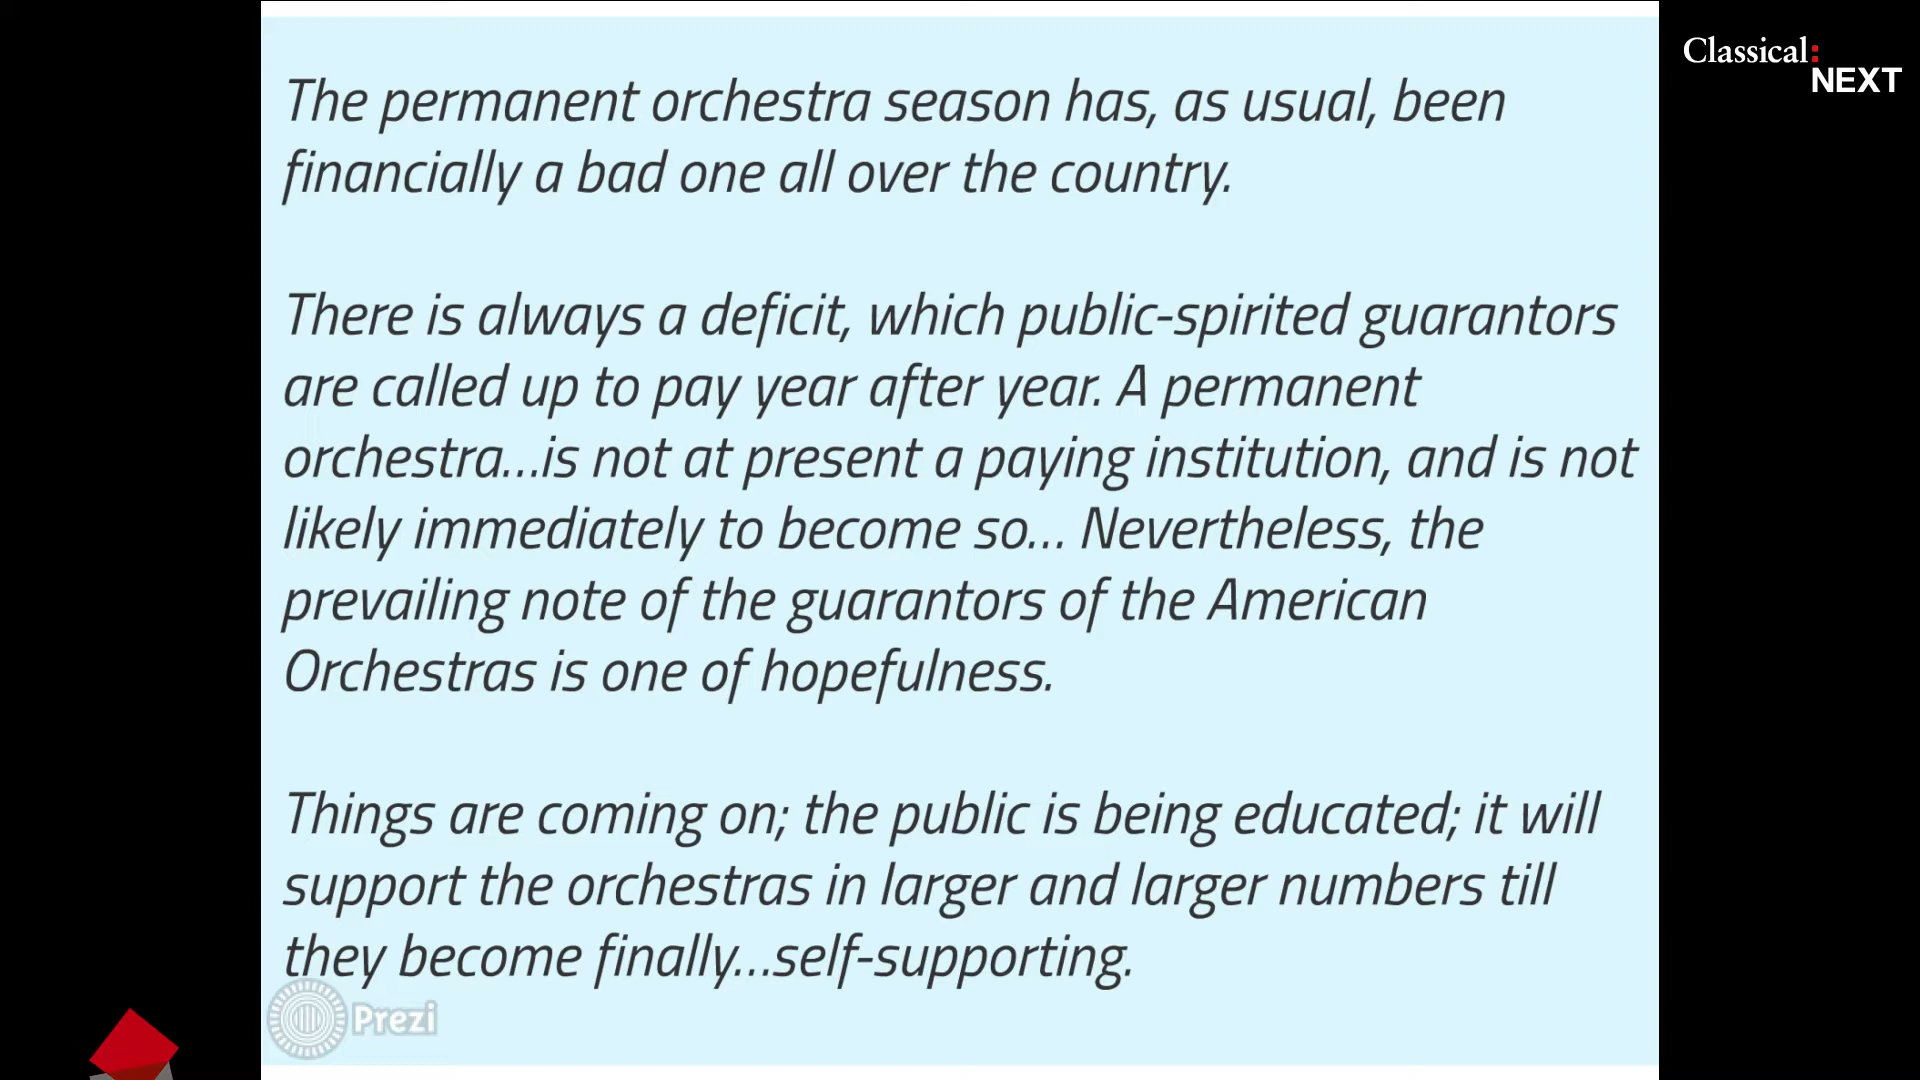 Classical:
NEXT
The permanent orchestra season has, as usual, been
financially a bad one all over the country.
There is always a deficit, which public-spirited guarantors
are called up to pay year after year. A permanent
orchestra...is not at present a paying institution, and is not
likely immediately to become so... Nevertheless, the
prevailing note of the guarantors of the American
Orchestras is one of hopefulness.
Things are coming on; the public is being educated; it will
support the orchestras in larger and larger numbers till
they become finally...self-supporting.
Prezi